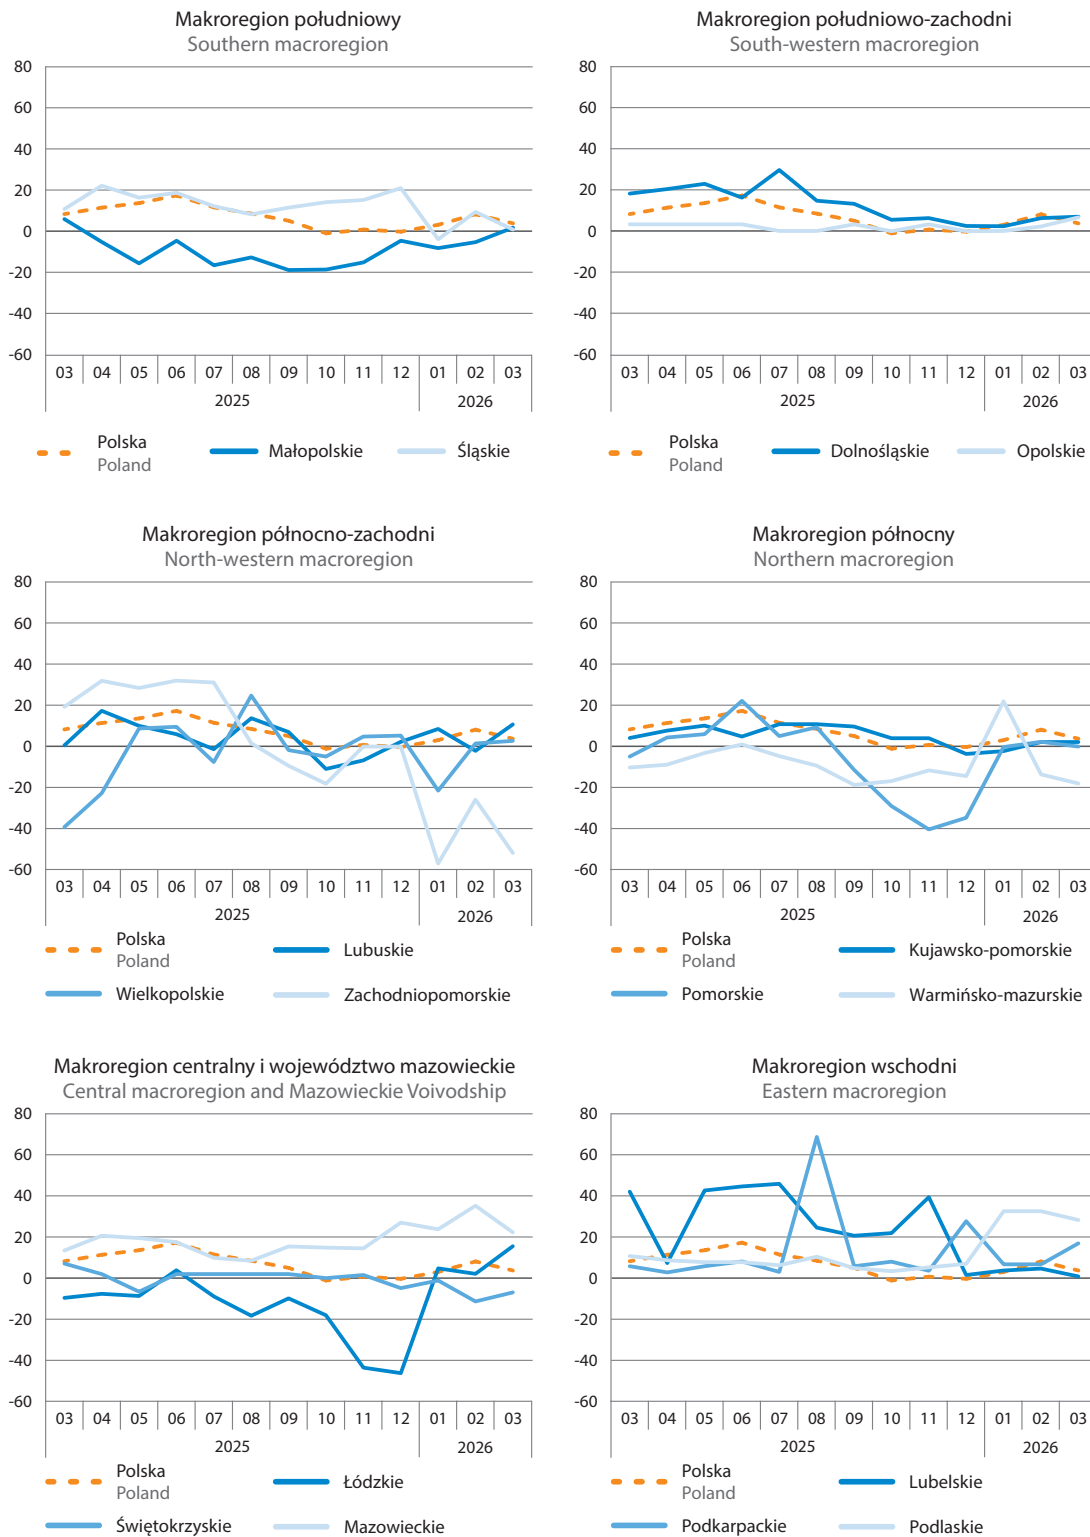 Makroregion południowy
Southern macroregion
80
60
40
20
0
-20
-40
-60
03 04 05 06 07 08 09 10 11 12 01 02 03
2025 2026
Polska
Poland
Małopolskie
Śląskie
Makroregion południowo-zachodni
South-western macroregion
80
60
40
20
0
-20
-40
-60
03 04 05 06 07 08 09 10 11 12 01 02 03
2025 2026
Polska
Poland
Dolnośląskie
Opolskie
Makroregion północno-zachodni
North-western macroregion
80
60
40
20
0
-20
-40
-60
03 04 05 06 07 08 09 10 11 12 01 02 03
2025 2026
Polska
Poland
Lubuskie
Wielkopolskie
Zachodniopomorskie
Makroregion północny
Northern macroregion
80
60
40
20
0
-20
-40
-60
03 04 05 06 07 08 09 10 11 12 01 02 03
2025 2026
Polska
Poland
Kujawsko-pomorskie
Pomorskie
Warmińsko-mazurskie
Makroregion centralny i województwo mazowieckie
Central macroregion and Mazowieckie Voivodship
80
60
40
20
0
-20
-40
-60
03 04 05 06 07 08 09 10 11 12 01 02 03
2025 2026
Polska
Poland
Łódzkie
Świętokrzyskie
Mazowieckie
Makroregion wschodni
Eastern macroregion
80
60
40
20
0
-20
-40
-60
03 04 05 06 07 08 09 10 11 12 01 02 03
2025 2026
Polska
Poland
Lubelskie
Podkarpackie
Podlaskie